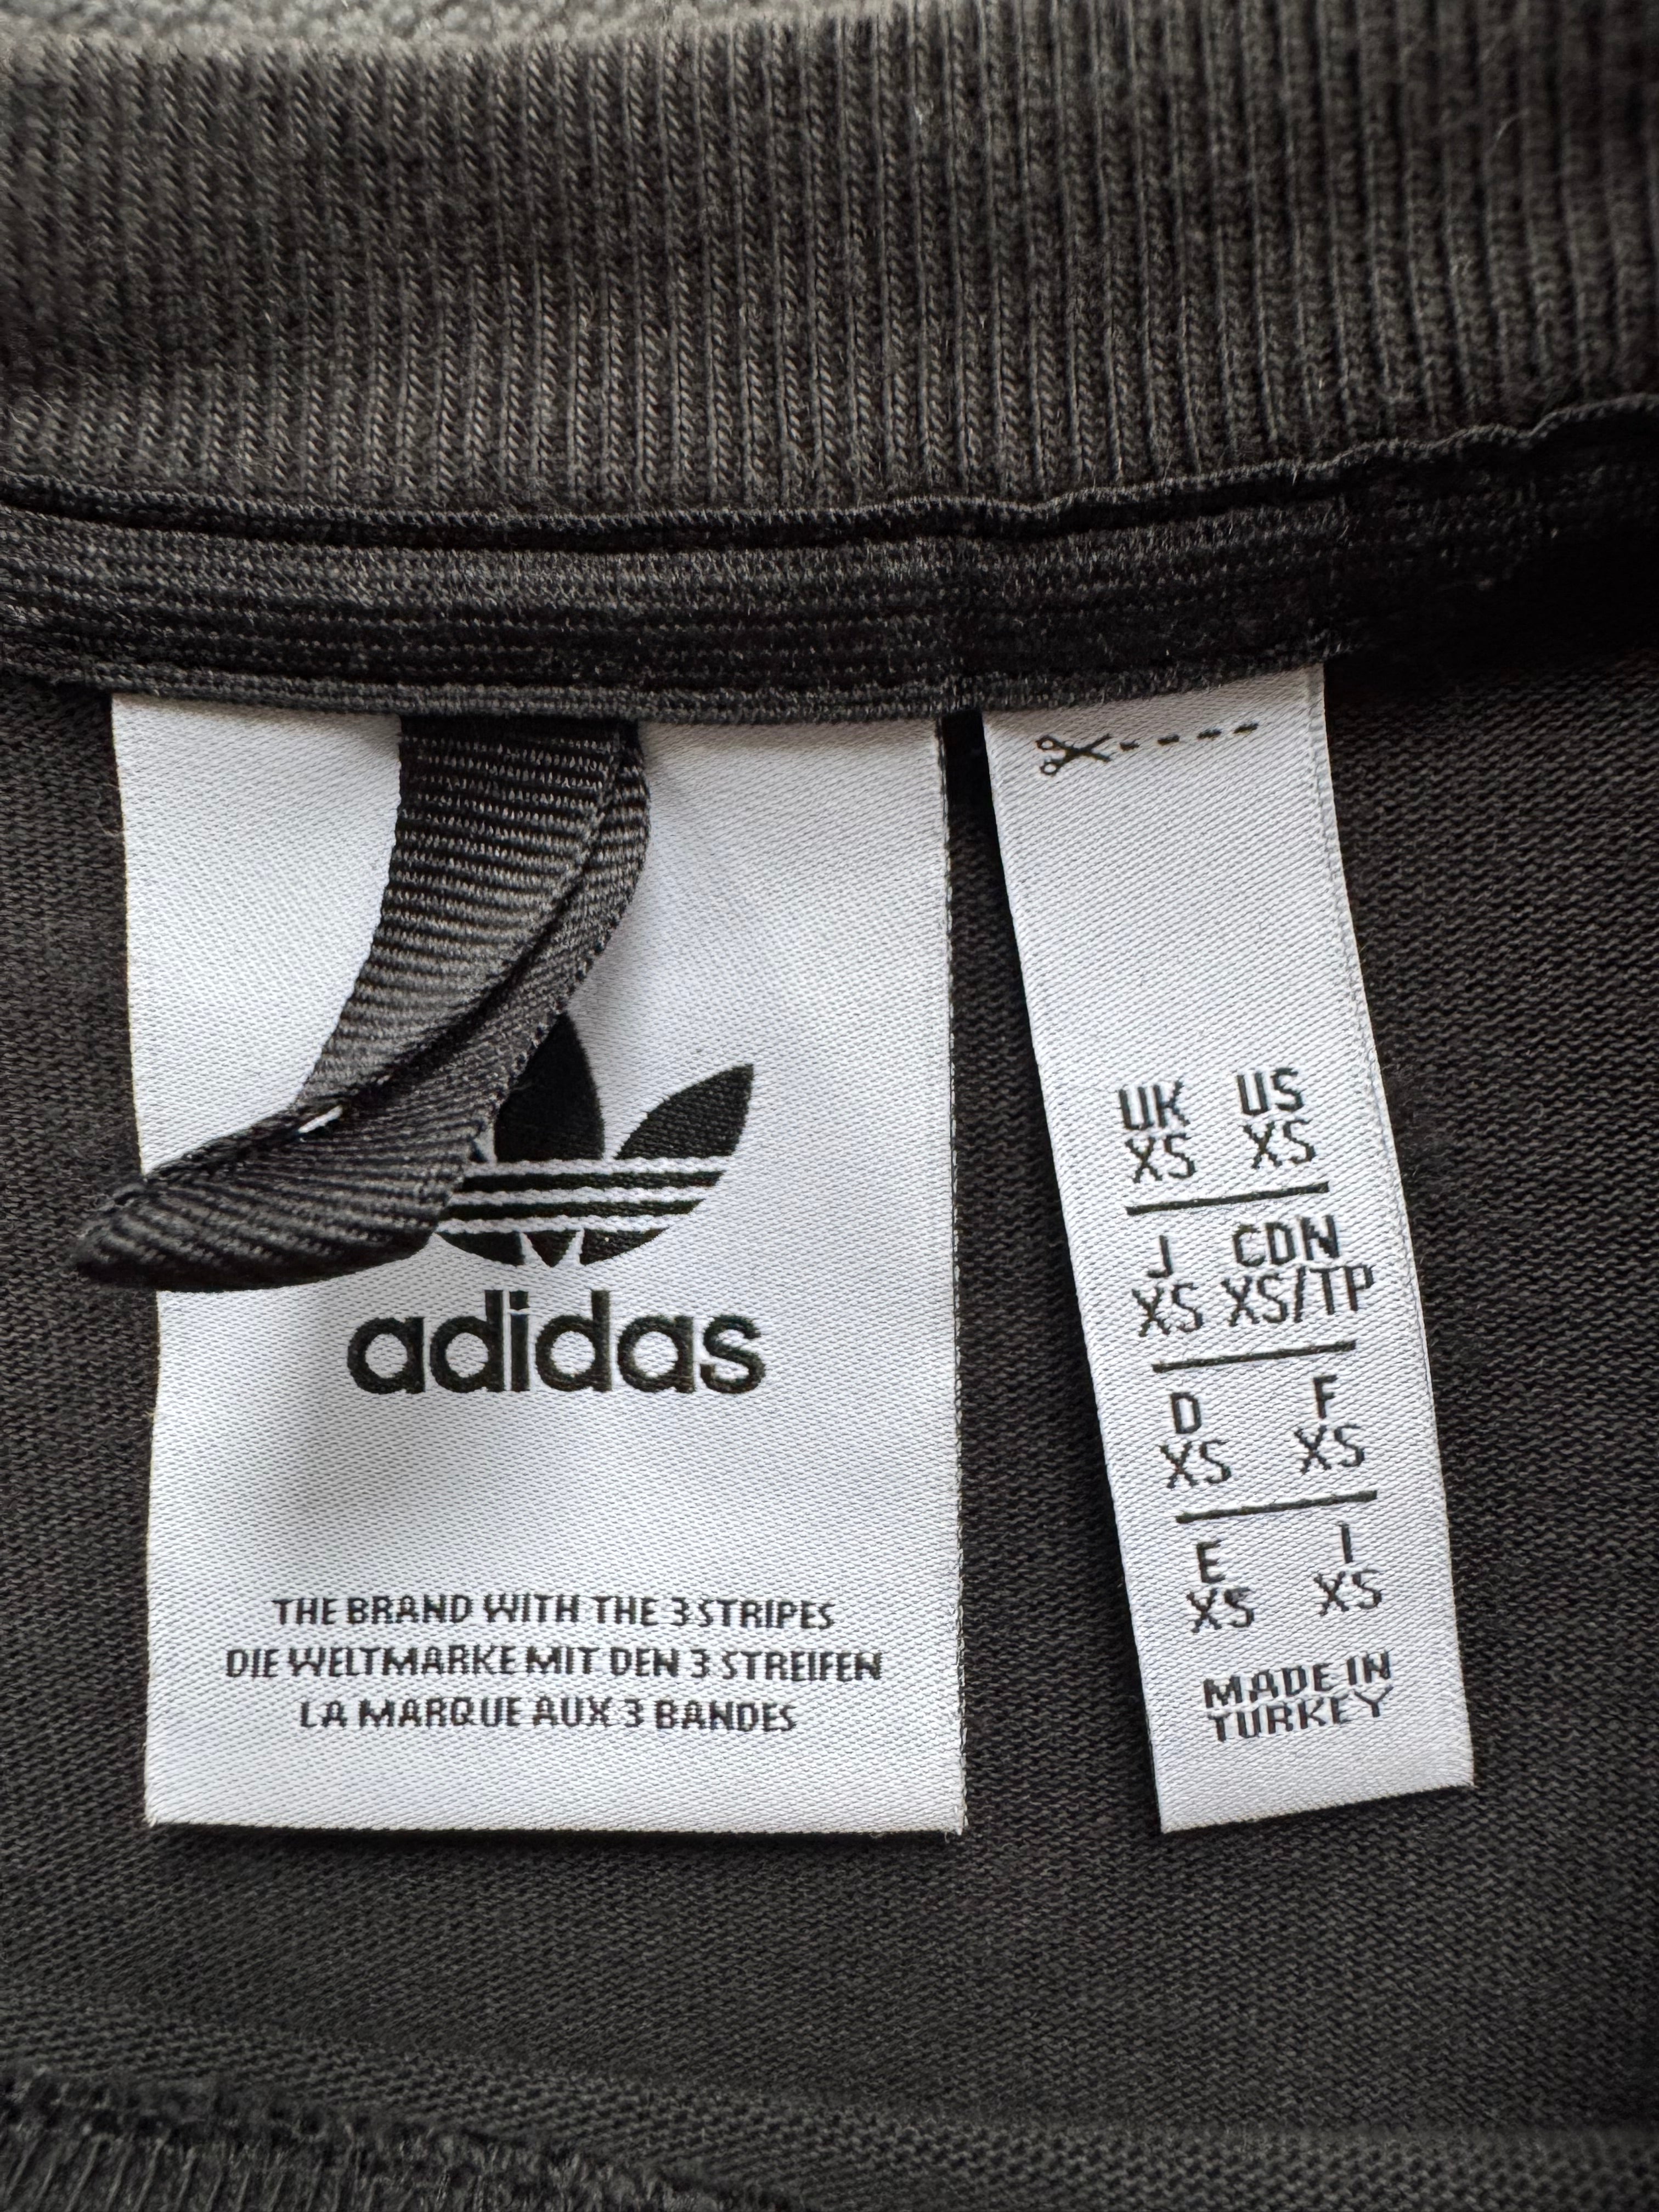 adidas
THE BRAND WITH THE 3 STRIPES
DIE WELTMARKE MIT DEN 3 STREIFEN
LA MARQUE AUX 3 BANDES
UK US
XS XS
J CDN
XS XS/TP
D F
XS XS
E I
XS XS
MADE IN
TURKEY